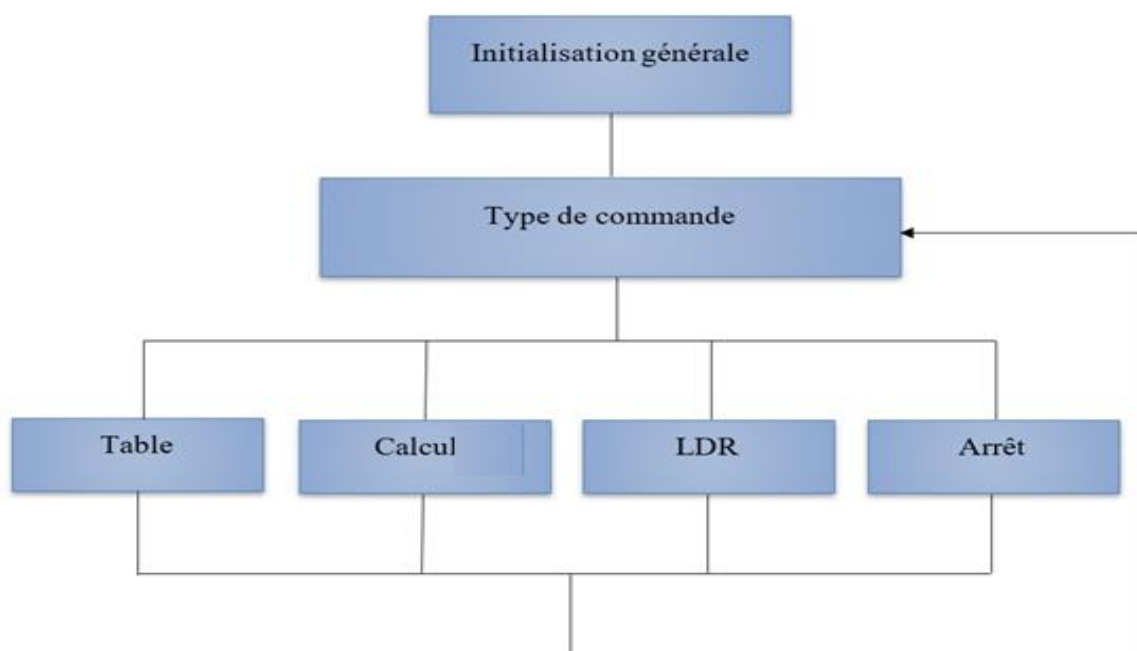 Initialisation générale
Type de commande
Table
Calcul
LDR
Arrêt